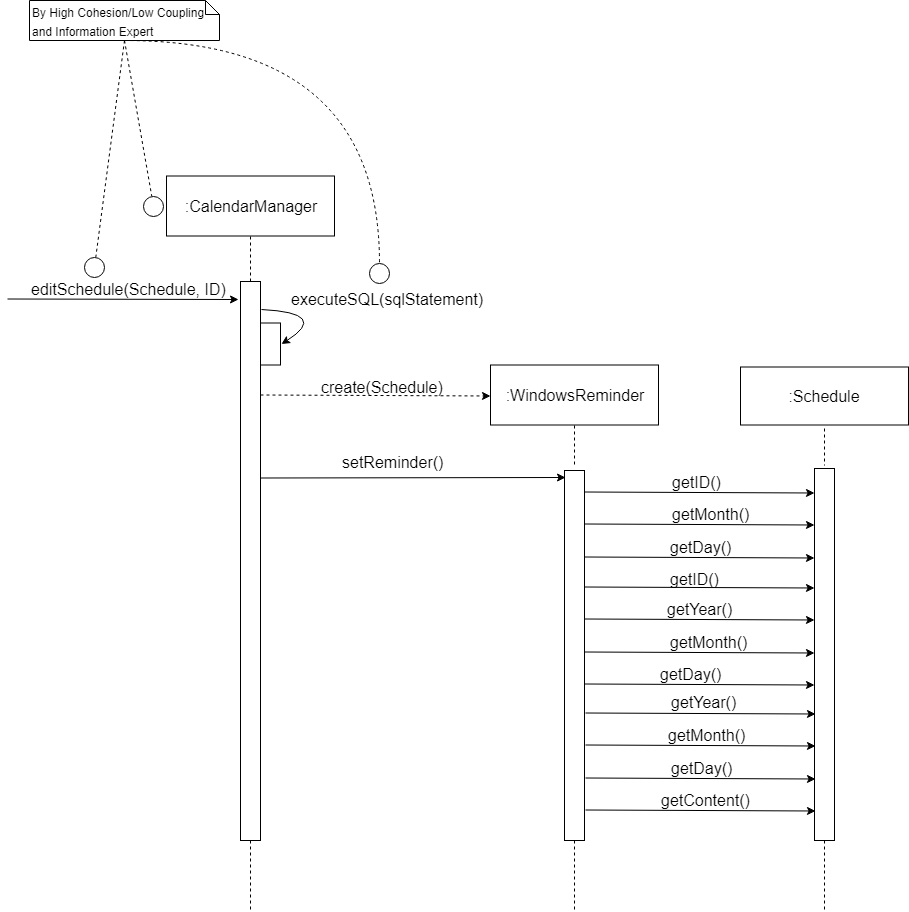 By High Cohesion/Low Coupling
and Information Expert
:CalendarManager
editSchedule(Schedule, ID)
executeSQL(sqlStatement)
create(Schedule)
:WindowsReminder
:Schedule
setReminder()
getID()
getMonth()
getDay()
getID()
getYear()
getMonth()
getDay()
getYear()
getMonth()
getDay()
getContent()